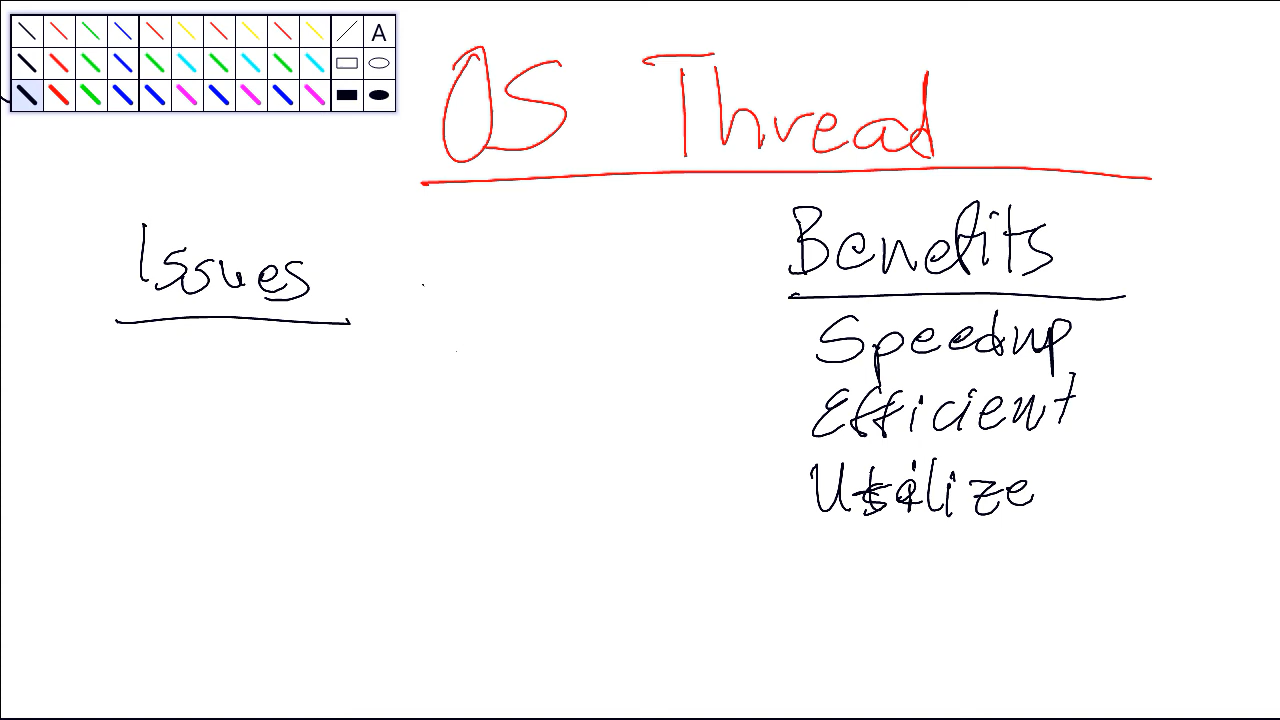 A
OS Thread
Issues
Benefits
Speedup
Efficient
Utilize